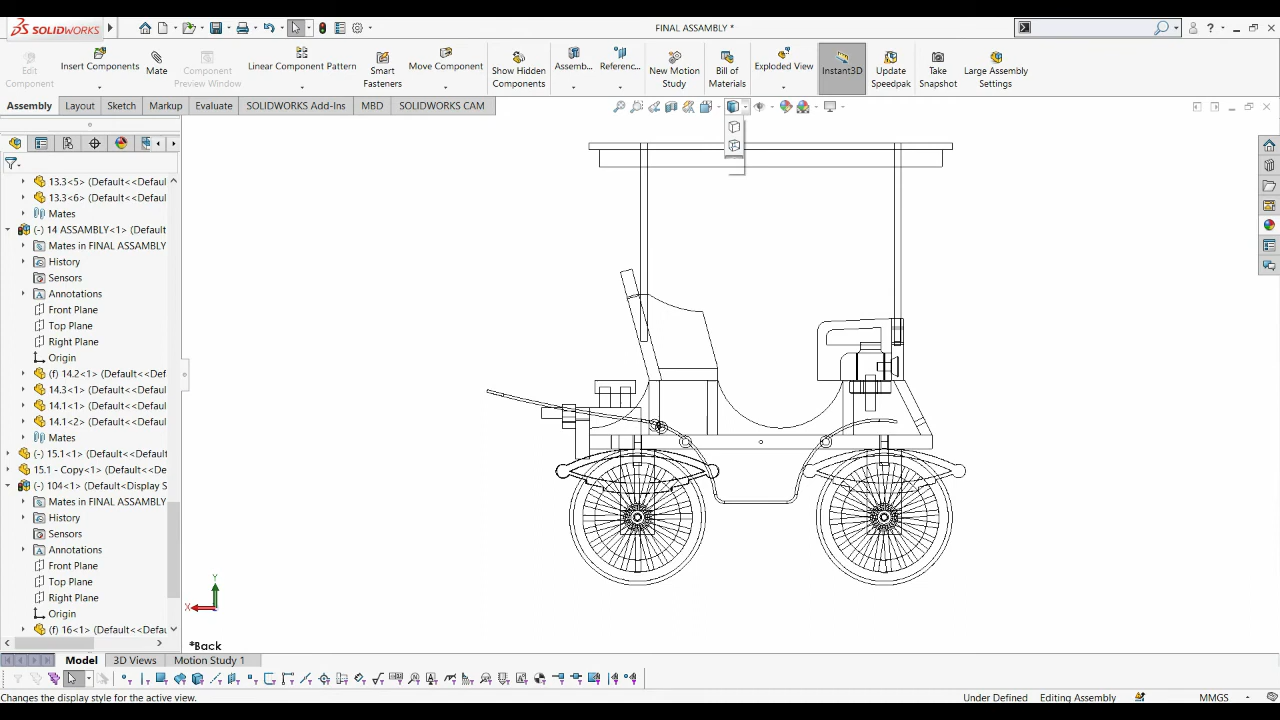 SOLIDWORKS
FINAL ASSEMBLY *
Edit
Component
Insert Components
Mate
Component
Preview Window
Linear Component Pattern
Smart
Fasteners
Move Component
Show Hidden
Components
Assemb...
Referenc...
New Motion
Study
Bill of
Materials
Exploded View
Instant3D
Update
Speedpak
Take
Snapshot
Large Assembly
Settings
Assembly
Layout
Sketch
Markup
Evaluate
SOLIDWORKS Add-Ins
MBD
SOLIDWORKS CAM
13.3<5> (Default<<Defaul
13.3<6> (Default<<Defaul
Mates
(-) 14 ASSEMBLY<1> (Default
Mates in FINAL ASSEMBLY
History
Sensors
Annotations
Front Plane
Top Plane
Right Plane
Origin
(f) 14.2<1> (Default<<Def
14.3<1> (Default<<Defaul
14.1<1> (Default<<Defaul
14.1<2> (Default<<Defaul
Mates
(-) 15.1<1> (Default<<Defaul
15.1 - Copy<1> (Default<<De
(-) 104<1> (Default<Display S
Mates in FINAL ASSEMBLY
History
Sensors
Annotations
Front Plane
Top Plane
Right Plane
Origin
(f) 16<1> (Default<<Defau
Y
X
*Back
Model
3D Views
Motion Study 1
Changes the display style for the active view.
Under Defined
Editing Assembly
MMGS